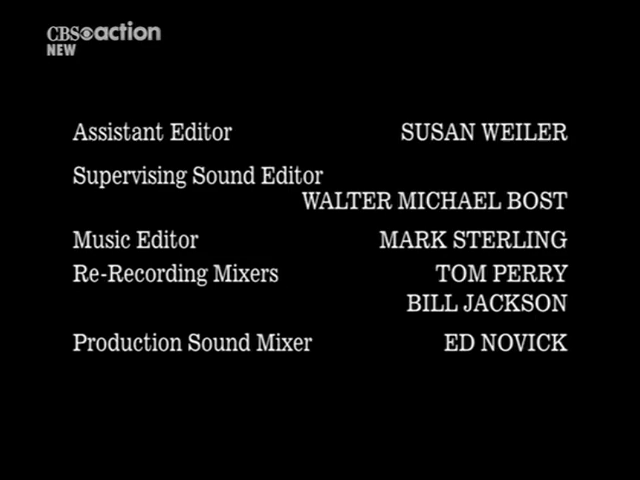 CBS action
NEW
Assistant Editor SUSAN WEILER
Supervising Sound Editor
WALTER MICHAEL BOST
Music Editor MARK STERLING
Re-Recording Mixers TOM PERRY
BILL JACKSON
Production Sound Mixer ED NOVICK